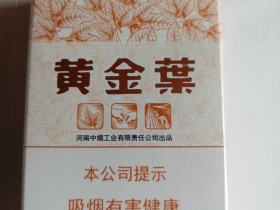 黄金葉
河南中烟工业有限责任公司出品
本公司提示
吸烟有害健康